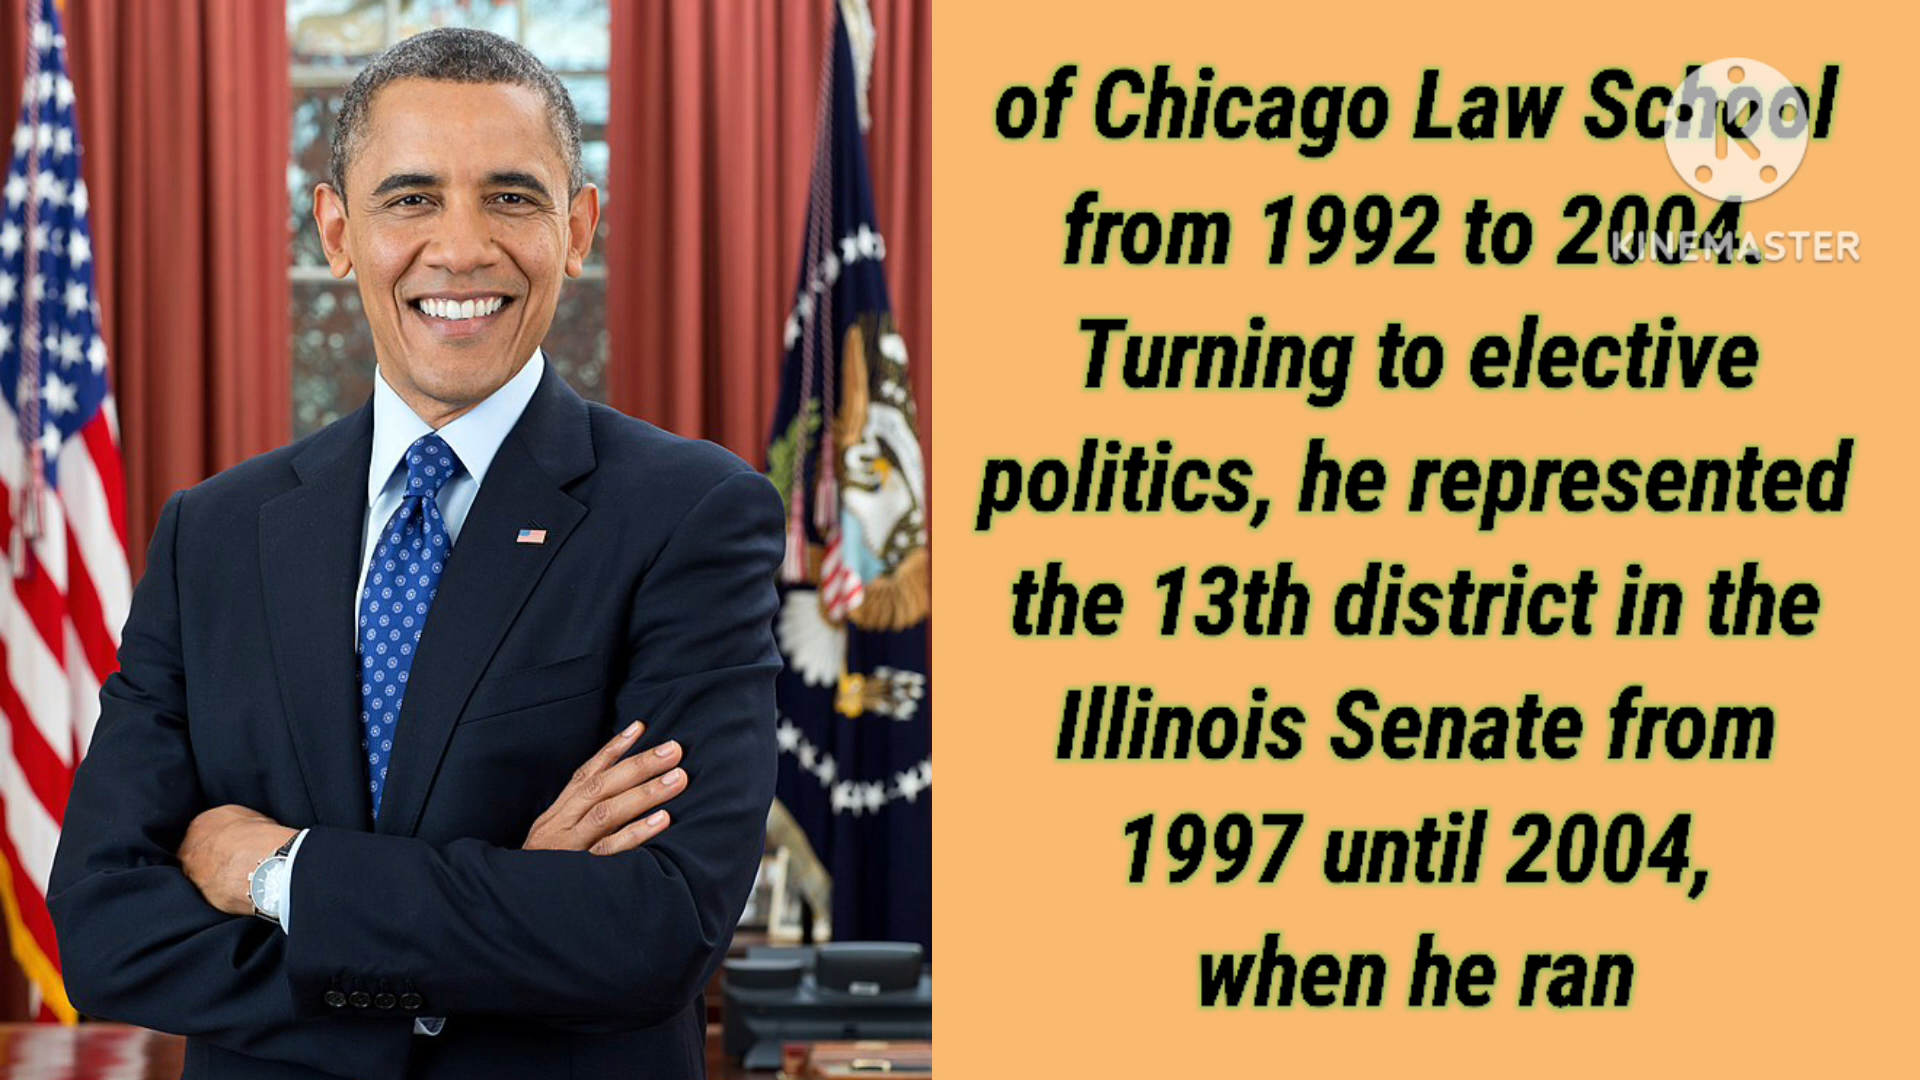 of Chicago Law School
from 1992 to 2004.
KINEMASTER
Turning to elective
politics, he represented
the 13th district in the
Illinois Senate from
1997 until 2004,
when he ran